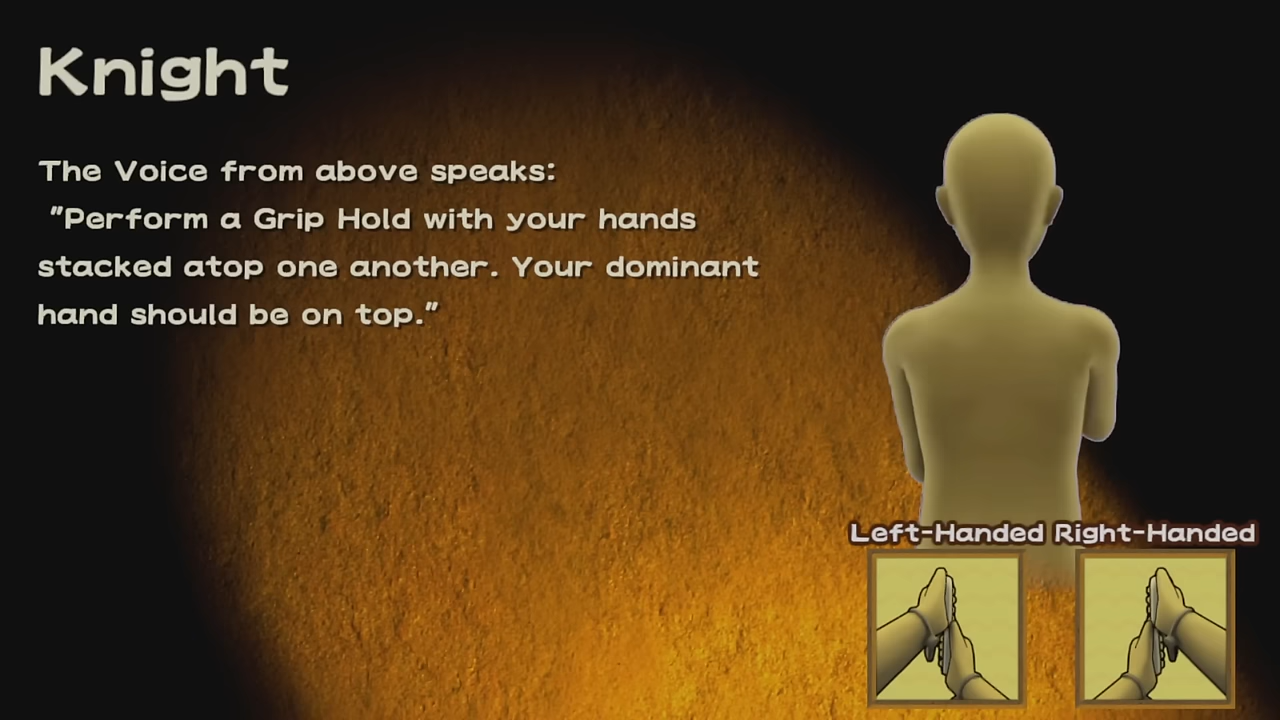 Knight
The Voice from above speaks:
"Perform a Grip Hold with your hands
stacked atop one another. Your dominant
hand should be on top."
Left-Handed Right-Handed